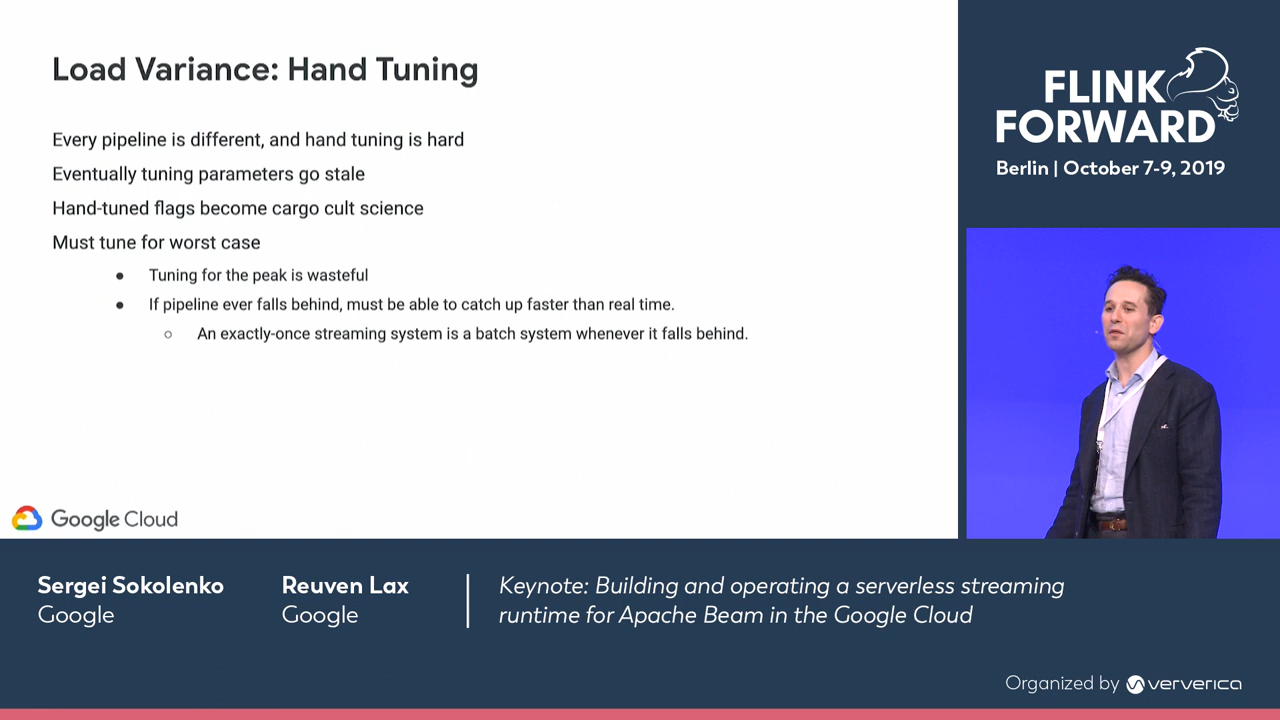 Load Variance: Hand Tuning
Every pipeline is different, and hand tuning is hard
Eventually tuning parameters go stale
Hand-tuned flags become cargo cult science
Must tune for worst case
● Tuning for the peak is wasteful
● If pipeline ever falls behind, must be able to catch up faster than real time.
○ An exactly-once streaming system is a batch system whenever it falls behind.
Google Cloud
FLINK
FORWARD
Berlin | October 7-9, 2019
Sergei Sokolenko
Google
Reuven Lax
Google
Keynote: Building and operating a serverless streaming
runtime for Apache Beam in the Google Cloud
Organized by ververica